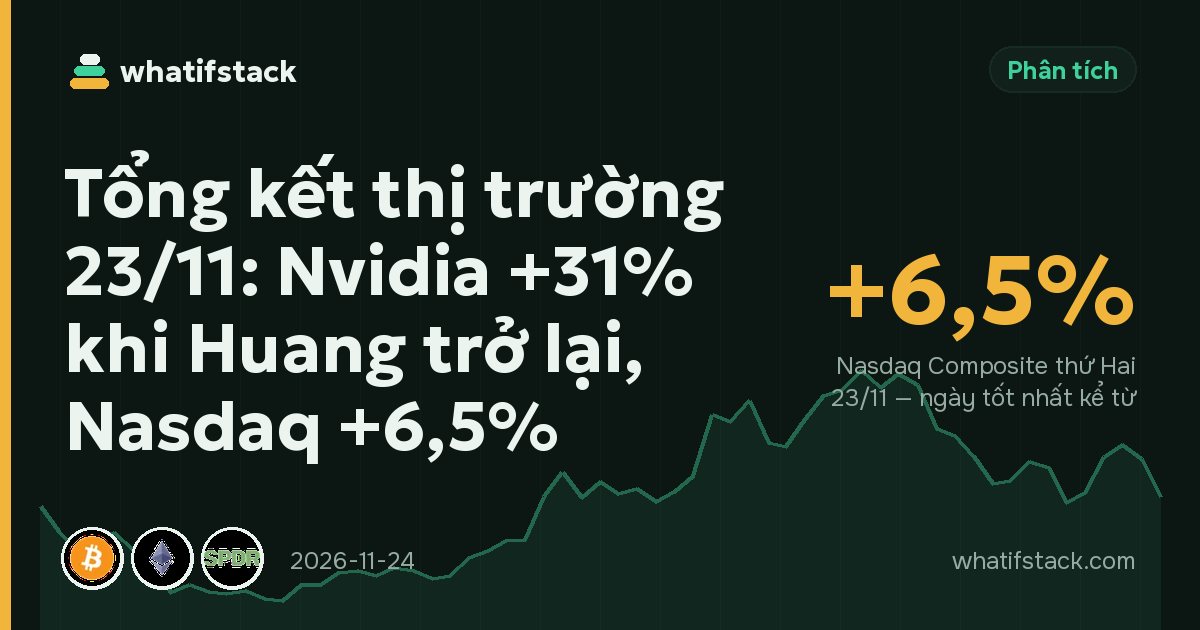 whatifstack
Phân tích
Tổng kết thị trường
23/11: Nvidia +31%
khi Huang trở lại,
Nasdaq +6,5%
+6,5%
Nasdaq Composite thứ Hai
23/11 — ngày tốt nhất kể từ
SPDR
2026-11-24
whatifstack.com